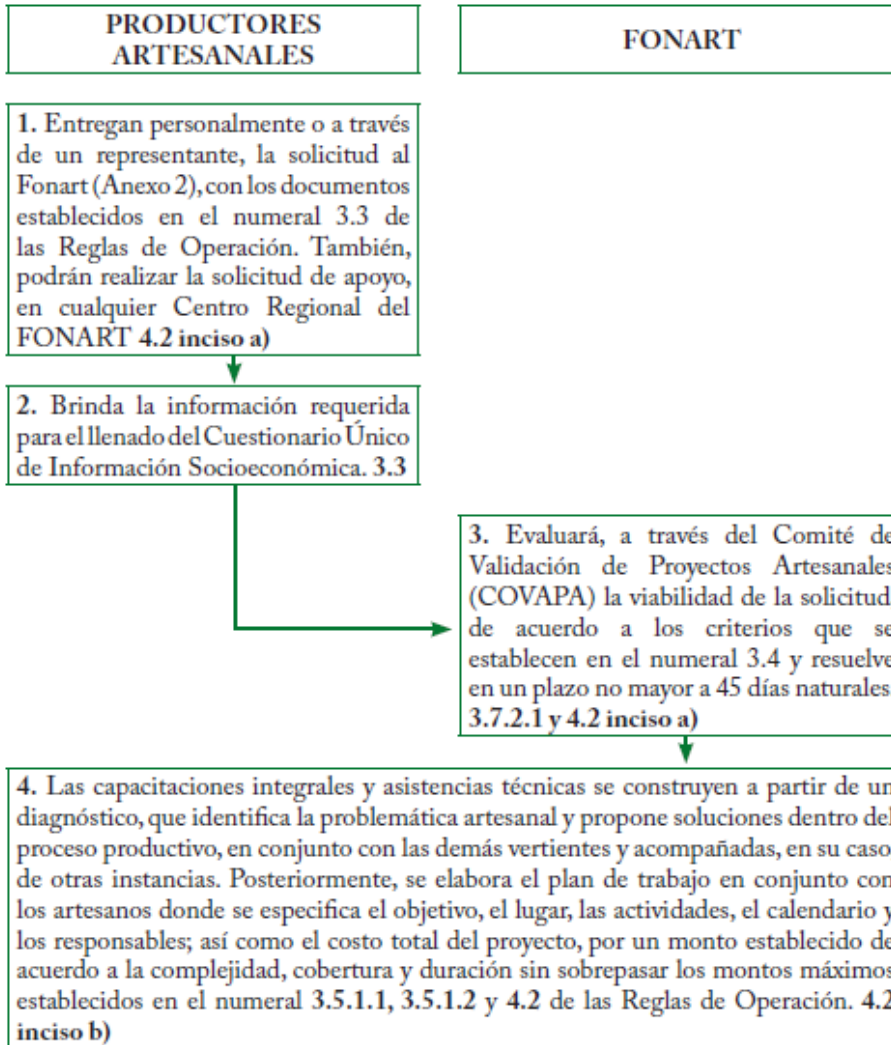 PRODUCTORES
ARTESANALES
FONART
1. Entregan personalmente o a través
de un representante, la solicitud al
Fonart (Anexo 2), con los documentos
establecidos en el numeral 3.3 de
las Reglas de Operación. También,
podrán realizar la solicitud de apoyo,
en cualquier Centro Regional del
FONART 4.2 inciso a)
2. Brinda la información requerida
para el llenado del Cuestionario Único
de Información Socioeconómica. 3.3
3. Evaluará, a través del Comité de
Validación de Proyectos Artesanales
(COVAPA) la viabilidad de la solicitud
de acuerdo a los criterios que se
establecen en el numeral 3.4 y resuelve
en un plazo no mayor a 45 días naturales
3.7.2.1 y 4.2 inciso a)
4. Las capacitaciones integrales y asistencias técnicas se construyen a partir de un
diagnóstico, que identifica la problemática artesanal y propone soluciones dentro del
proceso productivo, en conjunto con las demás vertientes y acompañadas, en su caso
de otras instancias. Posteriormente, se elabora el plan de trabajo en conjunto con
los artesanos donde se especifica el objetivo, el lugar, las actividades, el calendario y
los responsables; así como el costo total del proyecto, por un monto establecido de
acuerdo a la complejidad, cobertura y duración sin sobrepasar los montos máximos
establecidos en el numeral 3.5.1.1, 3.5.1.2 y 4.2 de las Reglas de Operación. 4.2
inciso b)